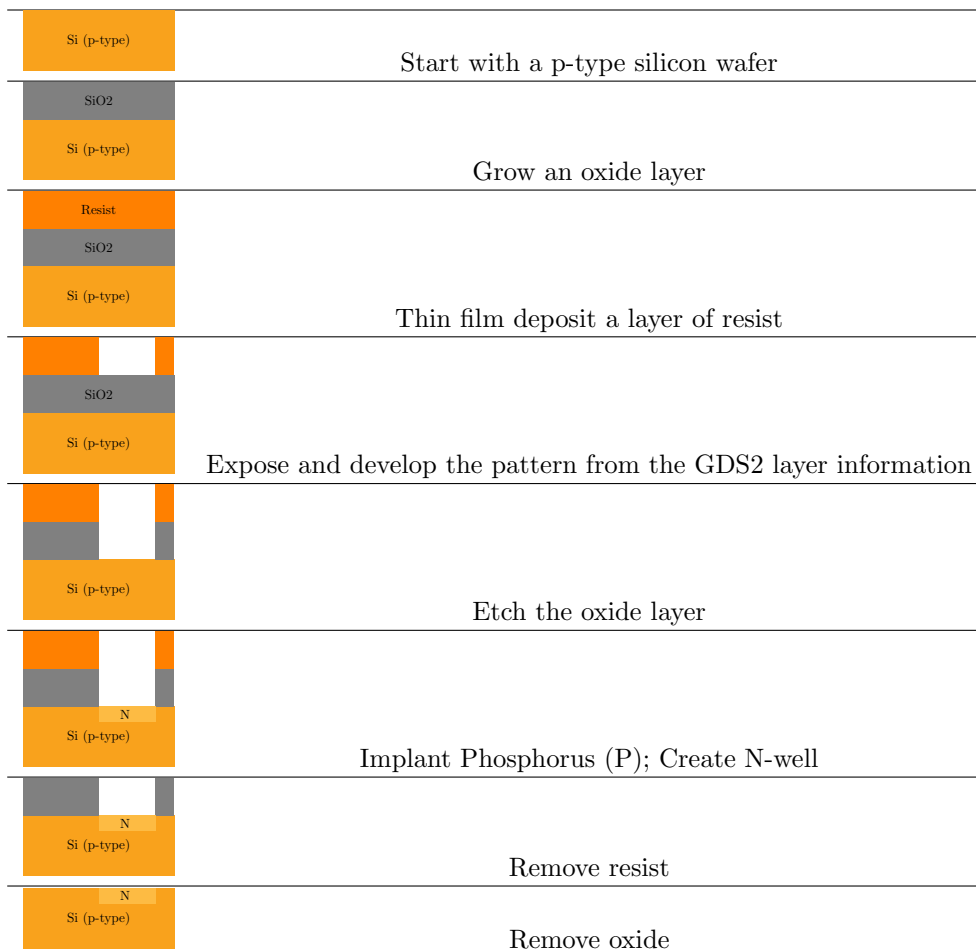 Si (p-type)
Start with a p-type silicon wafer
SiO2
Si (p-type)
Grow an oxide layer
Resist
SiO2
Si (p-type)
Thin film deposit a layer of resist
SiO2
Si (p-type)
Expose and develop the pattern from the GDS2 layer information
Si (p-type)
Etch the oxide layer
N
Si (p-type)
Implant Phosphorus (P); Create N-well
N
Si (p-type)
Remove resist
N
Si (p-type)
Remove oxide